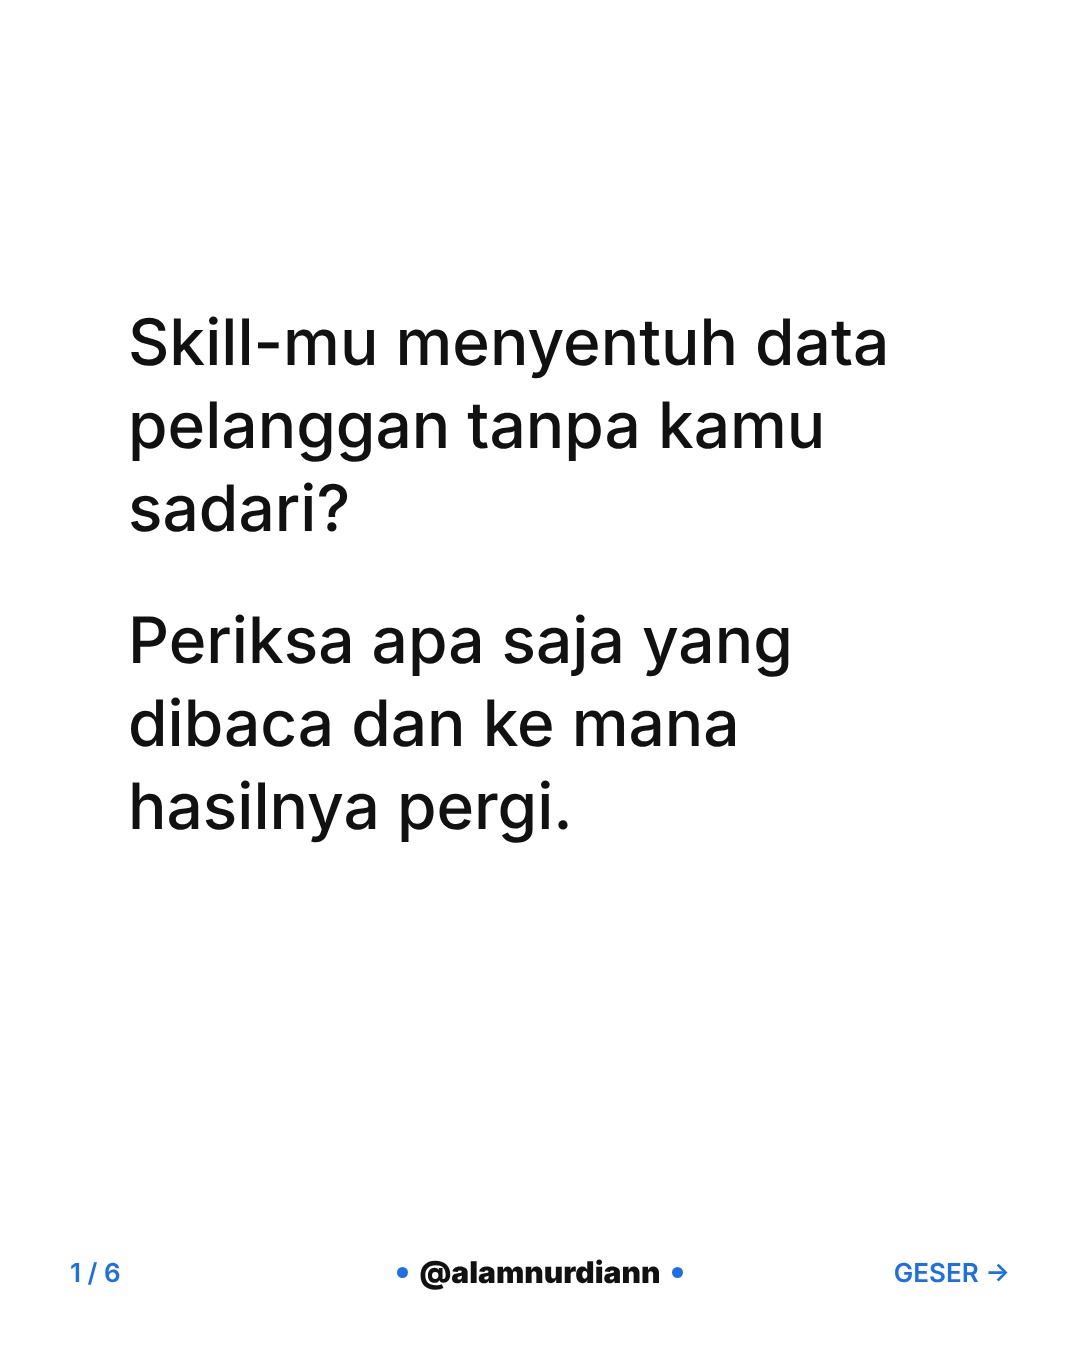 Skill-mu menyentuh data
pelanggan tanpa kamu
sadari?
Periksa apa saja yang
dibaca dan ke mana
hasilnya pergi.
1 / 6
• @alamnurdiann •
GESER →